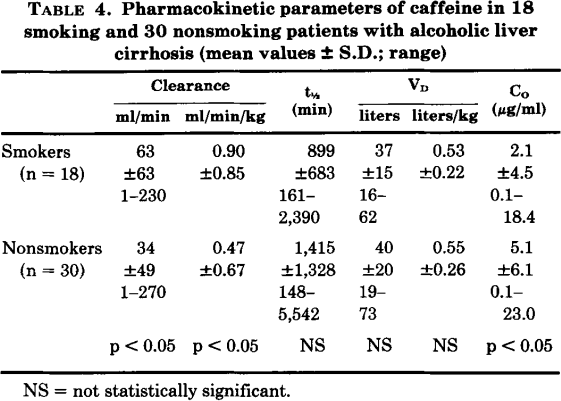 TABLE 4. Pharmacokinetic parameters of caffeine in 18
smoking and 30 nonsmoking patients with alcoholic liver
cirrhosis (mean values ± S.D.; range)
Clearance t½ V_D C_O
ml/min ml/min/kg (min) liters liters/kg (μg/ml)
Smokers 63 0.90 899 37 0.53 2.1
(n = 18) ±63 ±0.85 ±683 ±15 ±0.22 ±4.5
1–230 161– 16– 0.1–
2,390 62 18.4
Nonsmokers 34 0.47 1,415 40 0.55 5.1
(n = 30) ±49 ±0.67 ±1,328 ±20 ±0.26 ±6.1
1–270 148– 19– 0.1–
5,542 73 23.0
p < 0.05 p < 0.05 NS NS NS p < 0.05
NS = not statistically significant.